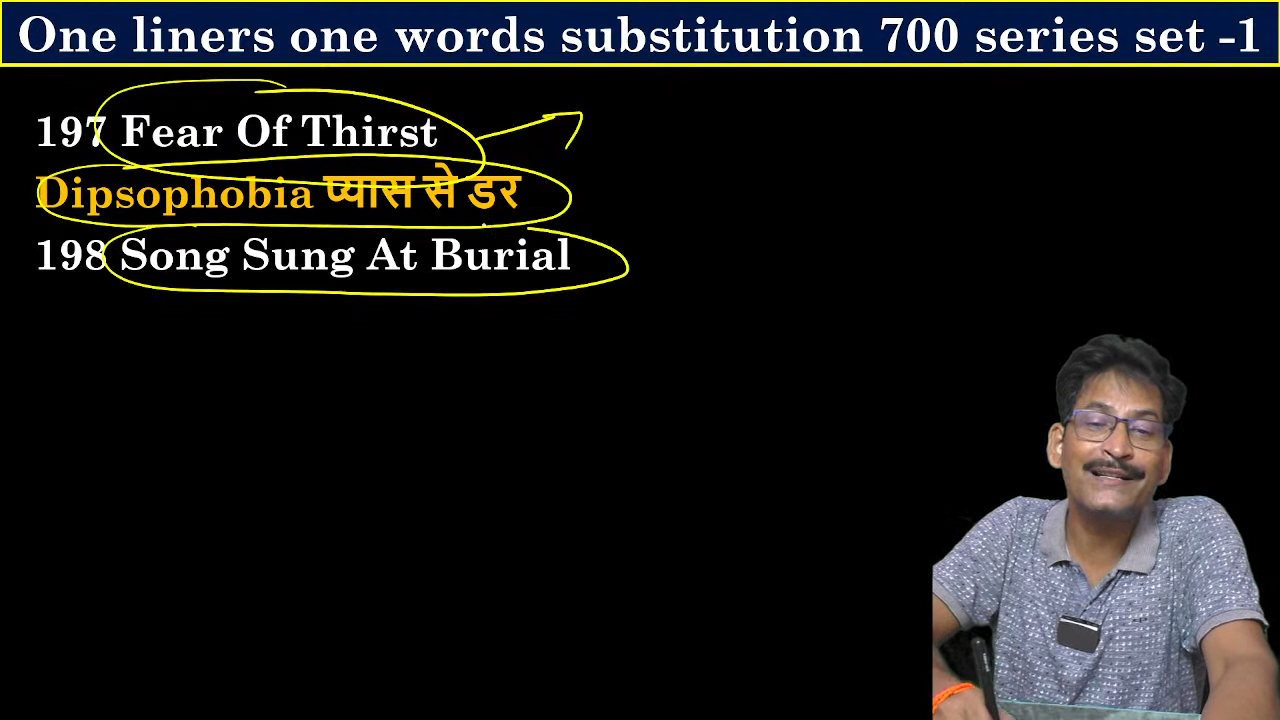 One liners one words substitution 700 series set -1
197 Fear Of Thirst
Dipsophobia प्यास से डर
198 Song Sung At Burial